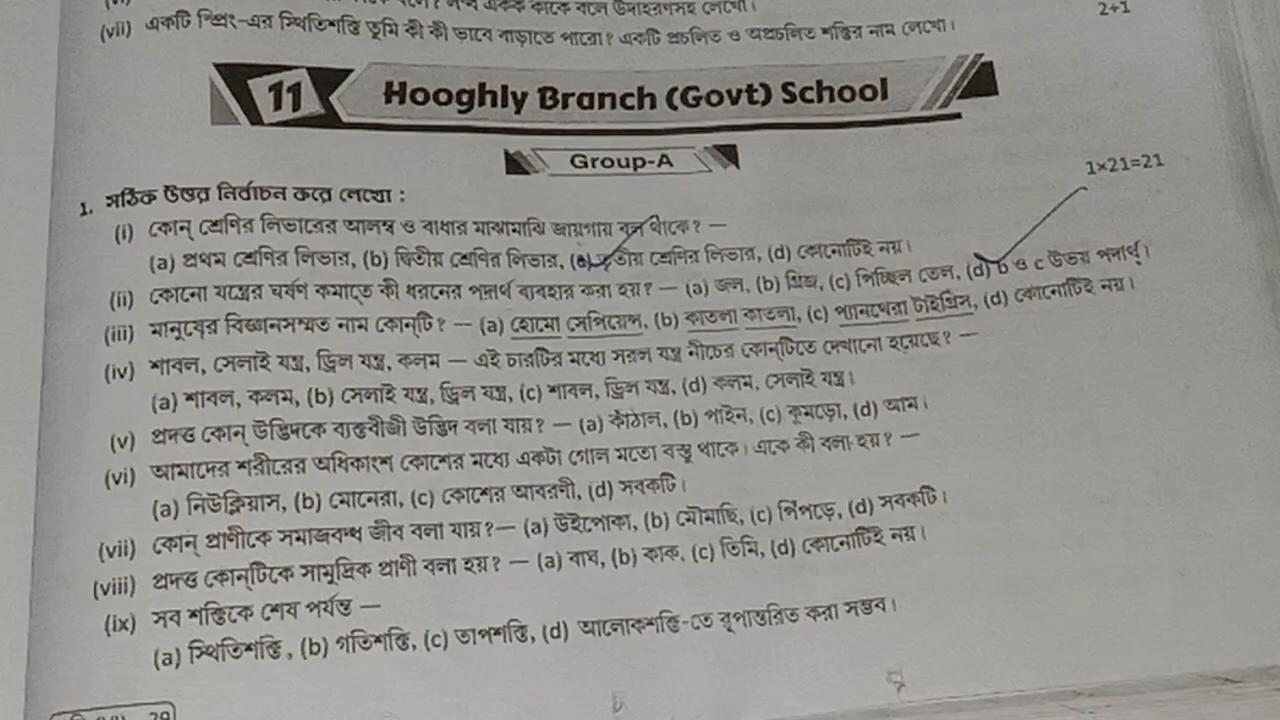 (vii) একটি স্প্রিং-এর স্থিতিশক্তি তুমি কী কী ভাবে বাড়াতে পারো? একটি প্রচলিত ও অপ্রচলিত শক্তির নাম লেখো। 2+1
11 Hooghly Branch (Govt) School
Group-A
1. সঠিক উত্তর নির্বাচন করে লেখো : 1×21=21
(i) কোন্ শ্রেণির লিভারের আলম্ব ও বাধার মাঝামাঝি জায়গায় বল থাকে? —
(a) প্রথম শ্রেণির লিভার, (b) দ্বিতীয় শ্রেণির লিভার, (c) তৃতীয় শ্রেণির লিভার, (d) কোনোটিই নয়।
(ii) কোনো যন্ত্রের ঘর্ষণ কমাতে কী ধরনের পদার্থ ব্যবহার করা হয়? — (a) জল, (b) গ্রিজ, (c) পিচ্ছিল তেল, (d) b ও c উভয় পদার্থ।
(iii) মানুষের বিজ্ঞানসম্মত নাম কোন্‌টি? — (a) হোমো সেপিয়েন্স, (b) কাতলা কাতলা, (c) প্যানথেরা টাইগ্রিস, (d) কোনোটিই নয়।
(iv) শাবল, সেলাই যন্ত্র, ড্রিল যন্ত্র, কলম — এই চারটির মধ্যে সরল যন্ত্র নীচের কোন্‌টিতে দেখানো হয়েছে? —
(a) শাবল, কলম, (b) সেলাই যন্ত্র, ড্রিল যন্ত্র, (c) শাবল, ড্রিল যন্ত্র, (d) কলম, সেলাই যন্ত্র।
(v) প্রদত্ত কোন্ উদ্ভিদকে ব্যক্তবীজী উদ্ভিদ বলা যায়? — (a) কাঁঠাল, (b) পাইন, (c) কুমড়ো, (d) আম।
(vi) আমাদের শরীরের অধিকাংশ কোশের মধ্যে একটা গোল মতো বস্তু থাকে। একে কী বলা হয়? —
(a) নিউক্লিয়াস, (b) মোনেরা, (c) কোশের আবরণী, (d) সবকটি।
(vii) কোন্ প্রাণীকে সমাজবদ্ধ জীব বলা যায়?— (a) উইপোকা, (b) মৌমাছি, (c) পিঁপড়ে, (d) সবকটি।
(viii) প্রদত্ত কোন্‌টিকে সামুদ্রিক প্রাণী বলা হয়? — (a) বাঘ, (b) কাক, (c) তিমি, (d) কোনোটিই নয়।
(ix) সব শক্তিকে শেষ পর্যন্ত —
(a) স্থিতিশক্তি, (b) গতিশক্তি, (c) তাপশক্তি, (d) আলোকশক্তি-তে রূপান্তরিত করা সম্ভব।